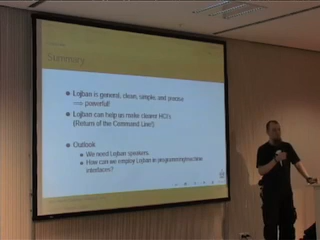 Summary
Lojban is general, clean, simple, and precise
⟹ powerful!
Lojban can help us make clearer HCI's
(Return of the Command Line!)
Outlook
We need Lojban speakers.
How can we employ Lojban in programming/machine
interfaces?